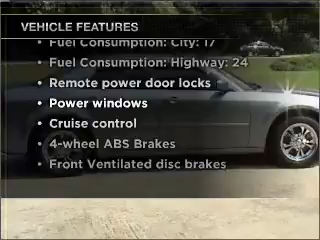 VEHICLE FEATURES
• Fuel Consumption: City: 17
• Fuel Consumption: Highway: 24
• Remote power door locks
• Power windows
• Cruise control
• 4-wheel ABS Brakes
• Front Ventilated disc brakes